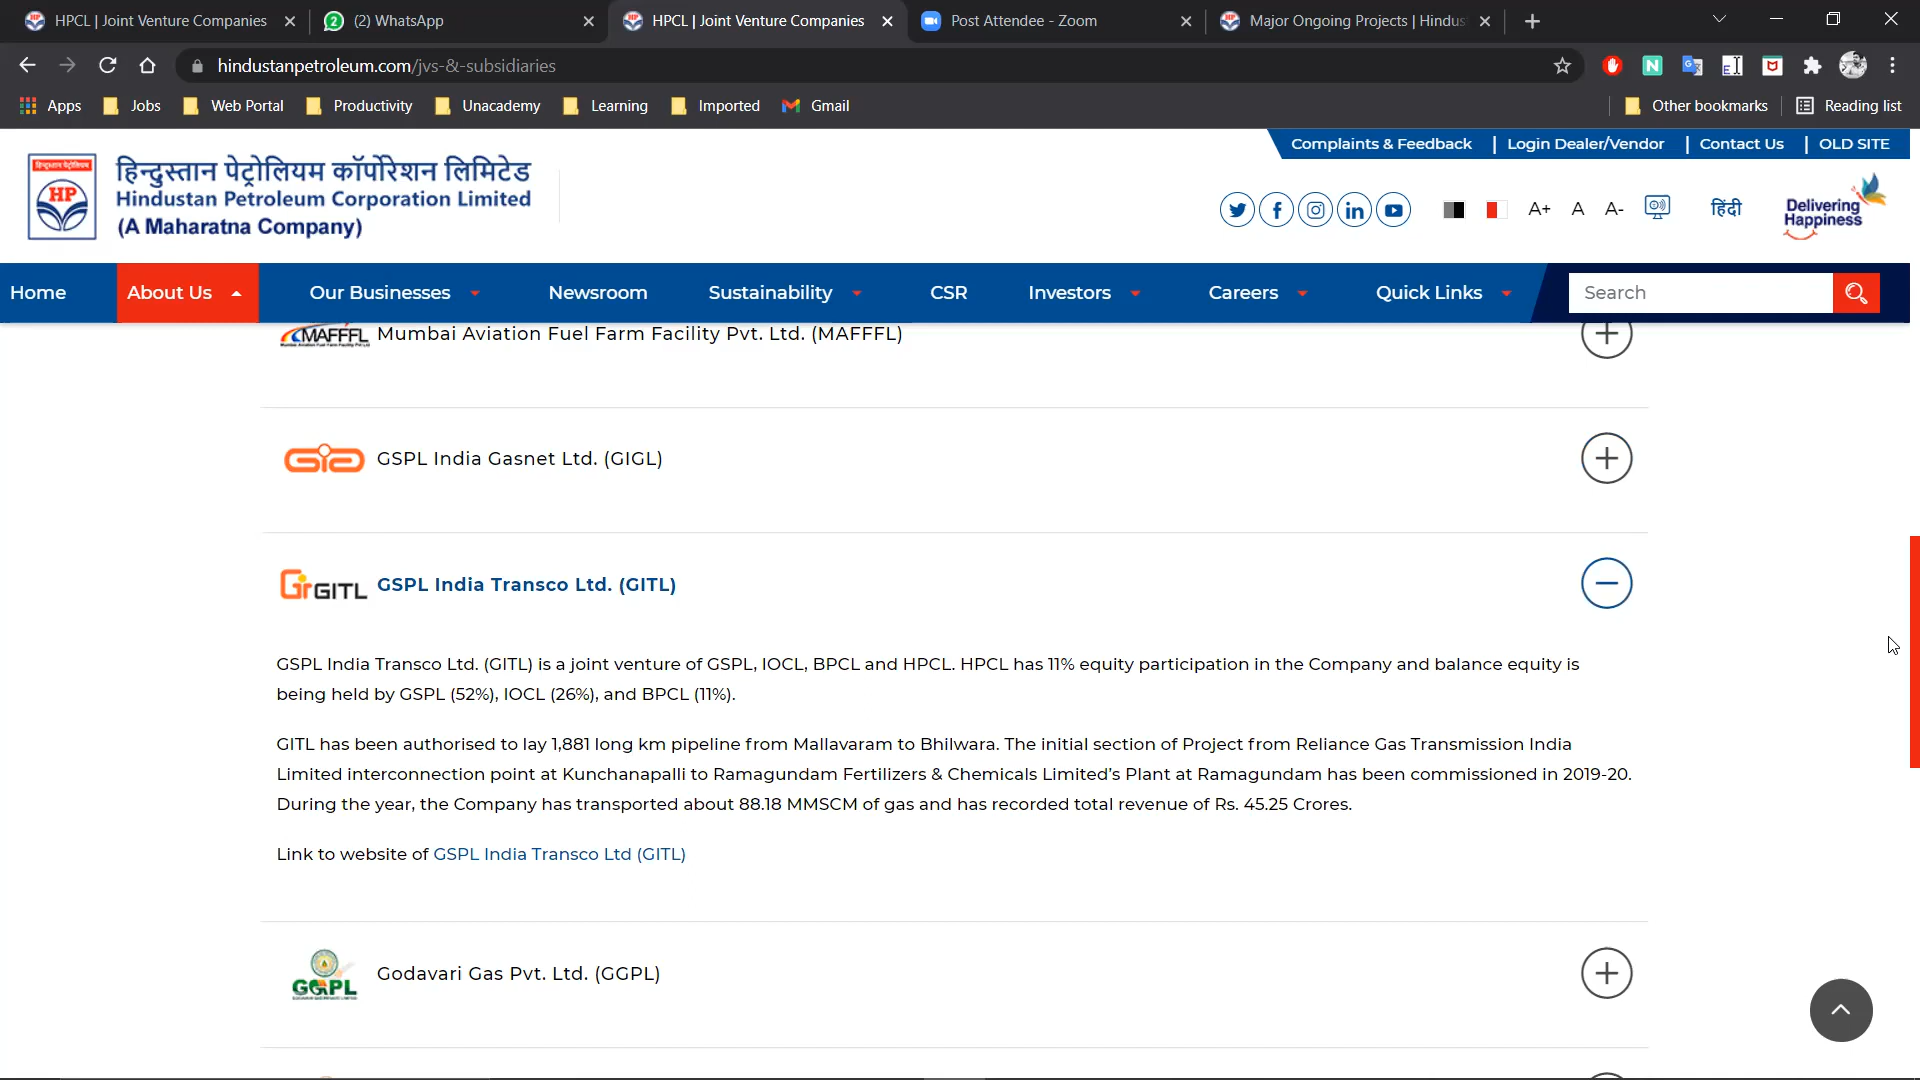 HPCL | Joint Venture Companies
(2) WhatsApp
HPCL | Joint Venture Companies
Post Attendee - Zoom
Major Ongoing Projects | Hindus
hindustanpetroleum.com/jvs-&-subsidiaries
Apps
Jobs
Web Portal
Productivity
Unacademy
Learning
Imported
Gmail
Other bookmarks
Reading list
Complaints & Feedback | Login Dealer/Vendor | Contact Us | OLD SITE
हिन्दुस्तान पेट्रोलियम
HP
हिन्दुस्तान पेट्रोलियम कॉर्पोरेशन लिमिटेड
Hindustan Petroleum Corporation Limited
(A Maharatna Company)
A+ A A-
हिंदी
Delivering
Happiness
Home
About Us
Our Businesses
Newsroom
Sustainability
CSR
Investors
Careers
Quick Links
Search
MAFFFL
Mumbai Aviation Fuel Farm Facility Pvt. Ltd. (MAFFFL)
GSPL India Gasnet Ltd. (GIGL)
GITL
GSPL India Transco Ltd. (GITL)
GSPL India Transco Ltd. (GITL) is a joint venture of GSPL, IOCL, BPCL and HPCL. HPCL has 11% equity participation in the Company and balance equity is
being held by GSPL (52%), IOCL (26%), and BPCL (11%).
GITL has been authorised to lay 1,881 long km pipeline from Mallavaram to Bhilwara. The initial section of Project from Reliance Gas Transmission India
Limited interconnection point at Kunchanapalli to Ramagundam Fertilizers & Chemicals Limited's Plant at Ramagundam has been commissioned in 2019-20.
During the year, the Company has transported about 88.18 MMSCM of gas and has recorded total revenue of Rs. 45.25 Crores.
Link to website of GSPL India Transco Ltd (GITL)
GGPL
Godavari Gas Pvt. Ltd. (GGPL)